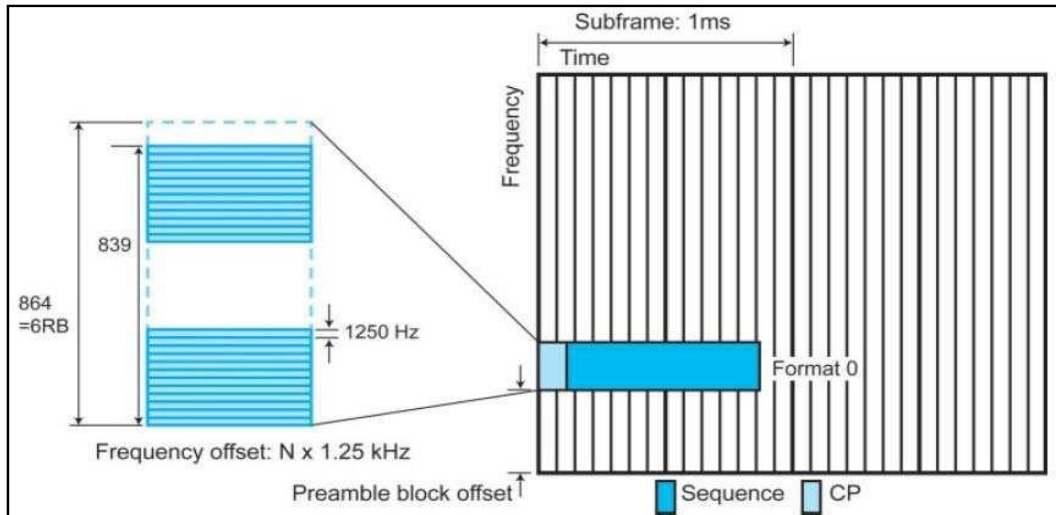 Subframe: 1ms
Time
Frequency
839
864
=6RB
1250 Hz
Format 0
Frequency offset: N x 1.25 kHz
Preamble block offset
Sequence
CP